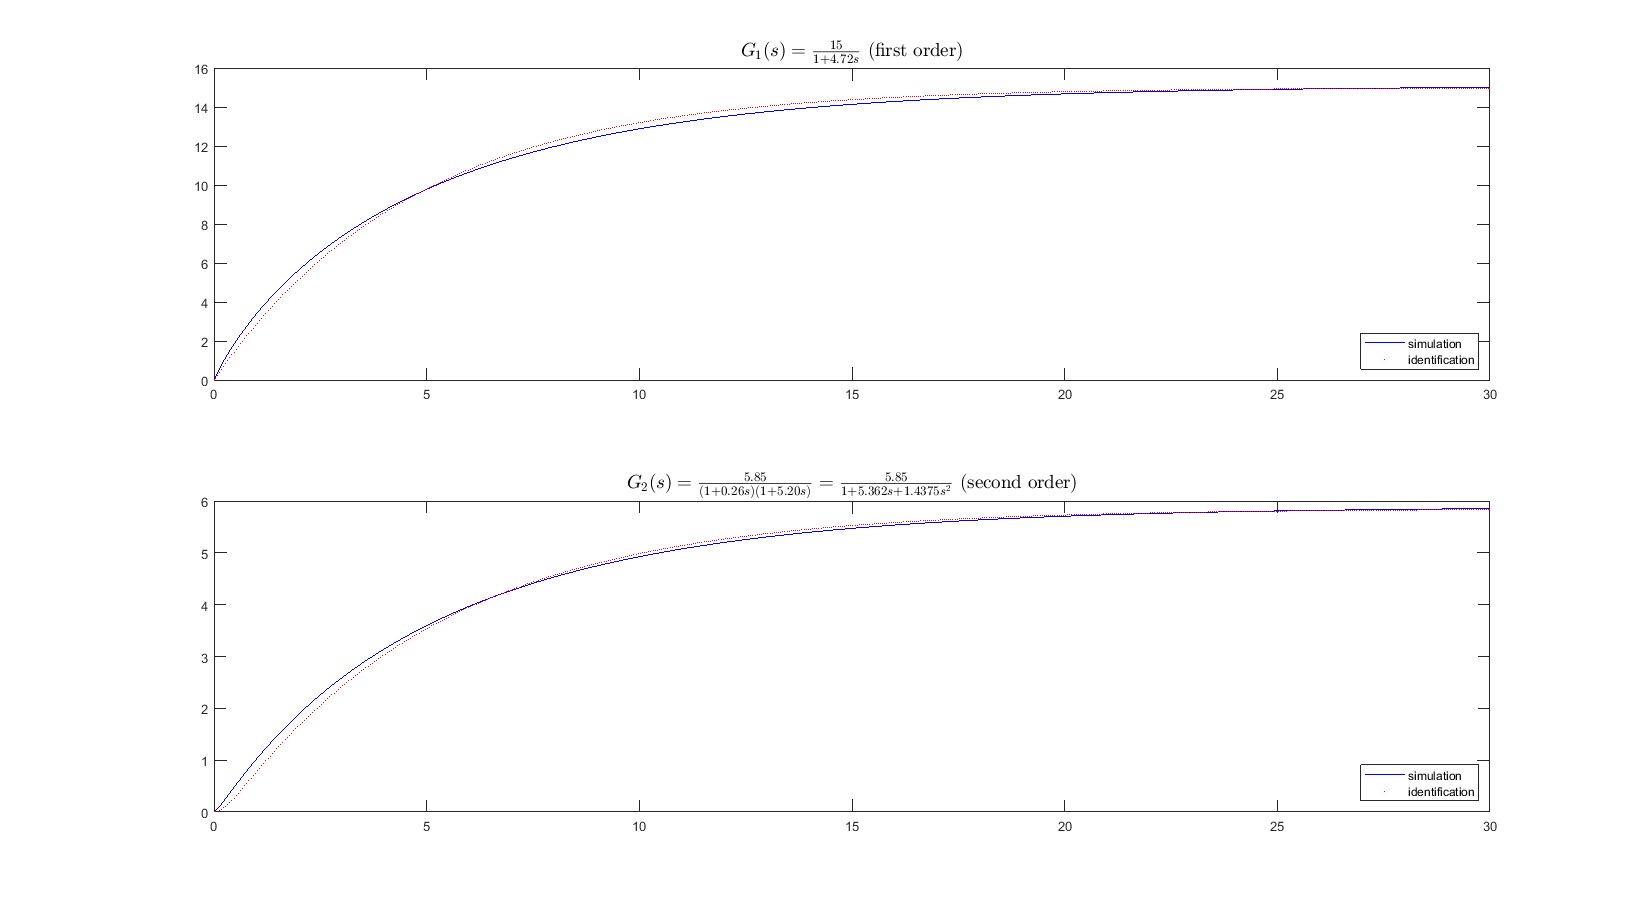 G₁(s) = 15/(1+4.72s) (first order)
16
14
12
10
8
6
4
2
0
0 5 10 15 20 25 30
simulation
identification
G₂(s) = 5.85/((1+0.26s)(1+5.20s)) = 5.85/(1+5.362s+1.4375s²) (second order)
6
5
4
3
2
1
0
0 5 10 15 20 25 30
simulation
identification